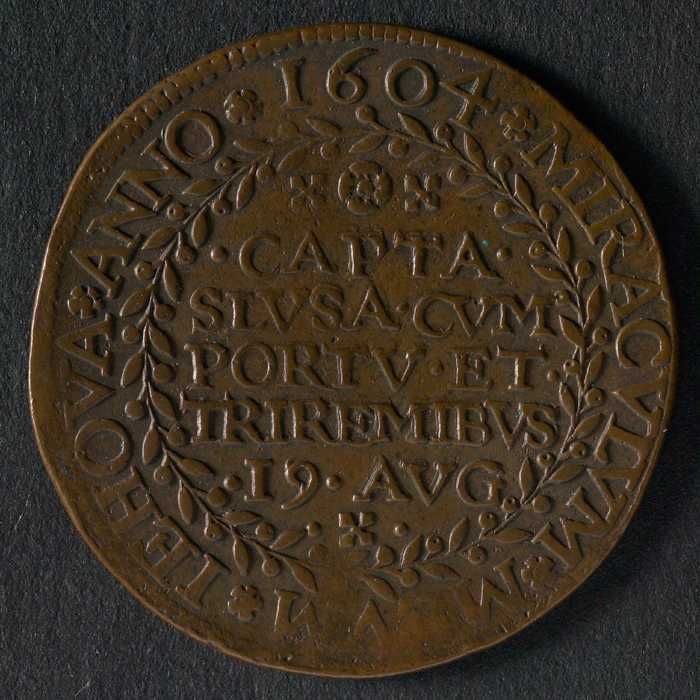 IEHOVA ANNO 1604 MIRACVLVM
· CAPTA ·
SLVSA · CVM
PORTV · ET
TRIREMIBVS
· 19 · AVG